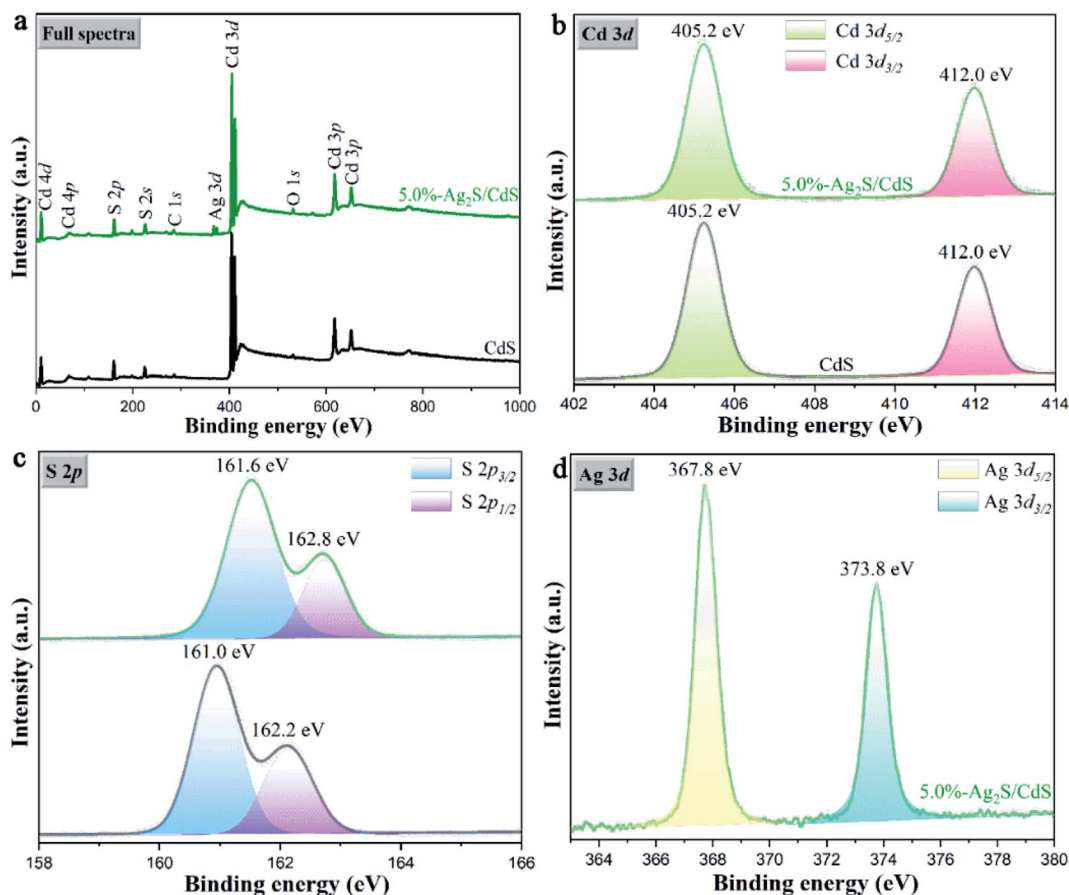 a
Full spectra
Cd 4d
Cd 4p
S 2p
S 2s
C 1s
Ag 3d
Cd 3d
O 1s
Cd 3p
Cd 3p
5.0%-Ag₂S/CdS
CdS
Intensity (a.u.)
0 200 400 600 800 1000
Binding energy (eV)
b
Cd 3d
405.2 eV
Cd 3d5/2
Cd 3d3/2
412.0 eV
5.0%-Ag₂S/CdS
405.2 eV
412.0 eV
CdS
Intensity (a.u.)
402 404 406 408 410 412 414
Binding energy (eV)
c
S 2p
161.6 eV
S 2p3/2
S 2p1/2
162.8 eV
161.0 eV
162.2 eV
Intensity (a.u.)
158 160 162 164 166
Binding energy (eV)
d
Ag 3d
367.8 eV
Ag 3d5/2
Ag 3d3/2
373.8 eV
5.0%-Ag₂S/CdS
Intensity (a.u.)
364 366 368 370 372 374 376 378 380
Binding energy (eV)